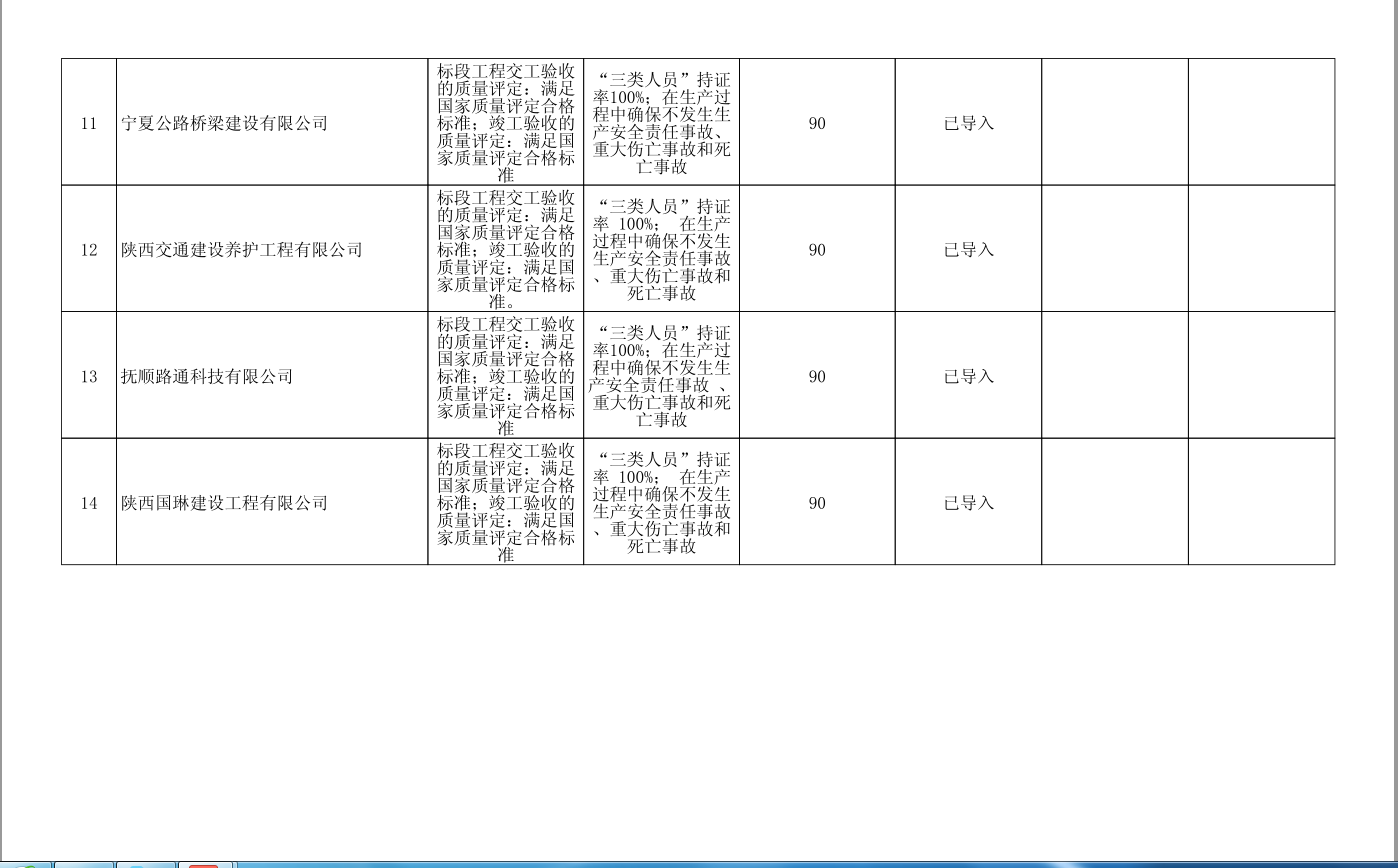 11
宁夏公路桥梁建设有限公司
标段工程交工验收
的质量评定：满足
国家质量评定合格
标准；竣工验收的
质量评定：满足国
家质量评定合格标
准
“三类人员”持证
率100%；在生产过
程中确保不发生生
产安全责任事故、
重大伤亡事故和死
亡事故
90
已导入
12
陕西交通建设养护工程有限公司
标段工程交工验收
的质量评定：满足
国家质量评定合格
标准；竣工验收的
质量评定：满足国
家质量评定合格标
准。
“三类人员”持证
率 100%； 在生产
过程中确保不发生
生产安全责任事故
、重大伤亡事故和
死亡事故
90
已导入
13
抚顺路通科技有限公司
标段工程交工验收
的质量评定：满足
国家质量评定合格
标准；竣工验收的
质量评定：满足国
家质量评定合格标
准
“三类人员”持证
率100%；在生产过
程中确保不发生生
产安全责任事故 、
重大伤亡事故和死
亡事故
90
已导入
14
陕西国琳建设工程有限公司
标段工程交工验收
的质量评定：满足
国家质量评定合格
标准；竣工验收的
质量评定：满足国
家质量评定合格标
准
“三类人员”持证
率 100%； 在生产
过程中确保不发生
生产安全责任事故
、重大伤亡事故和
死亡事故
90
已导入